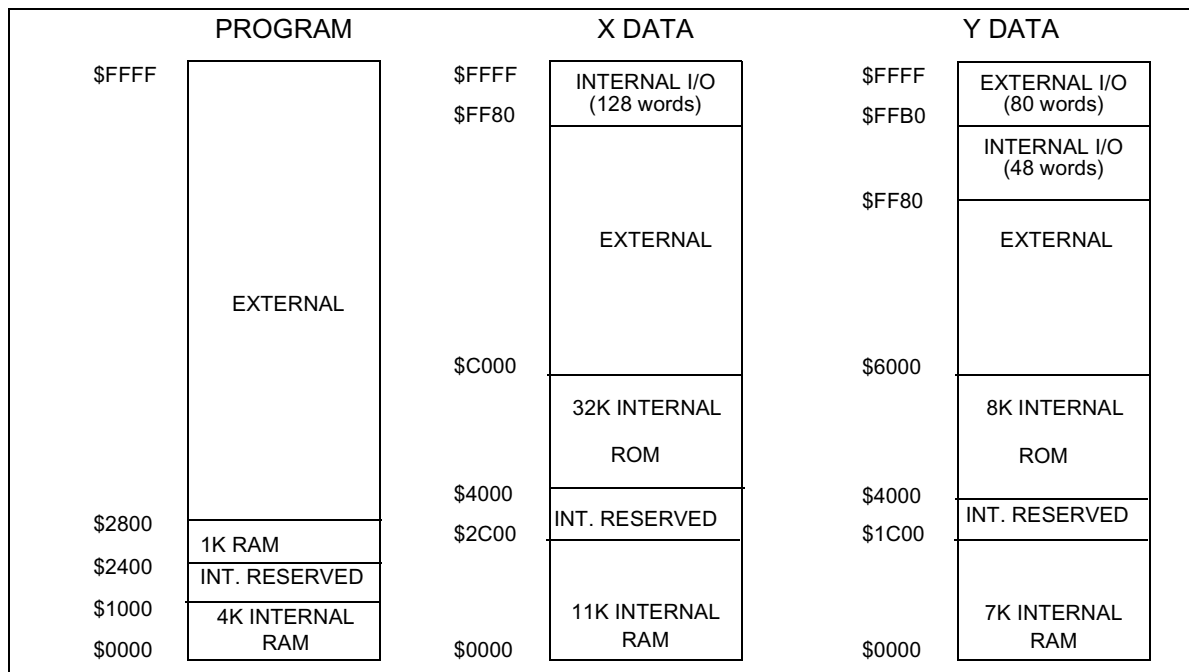 PROGRAM
$FFFF
EXTERNAL
$2800
1K RAM
$2400
INT. RESERVED
$1000
4K INTERNAL
RAM
$0000
X DATA
$FFFF
INTERNAL I/O
(128 words)
$FF80
EXTERNAL
$C000
32K INTERNAL
ROM
$4000
INT. RESERVED
$2C00
11K INTERNAL
RAM
$0000
Y DATA
$FFFF
EXTERNAL I/O
(80 words)
$FFB0
INTERNAL I/O
(48 words)
$FF80
EXTERNAL
$6000
8K INTERNAL
ROM
$4000
INT. RESERVED
$1C00
7K INTERNAL
RAM
$0000